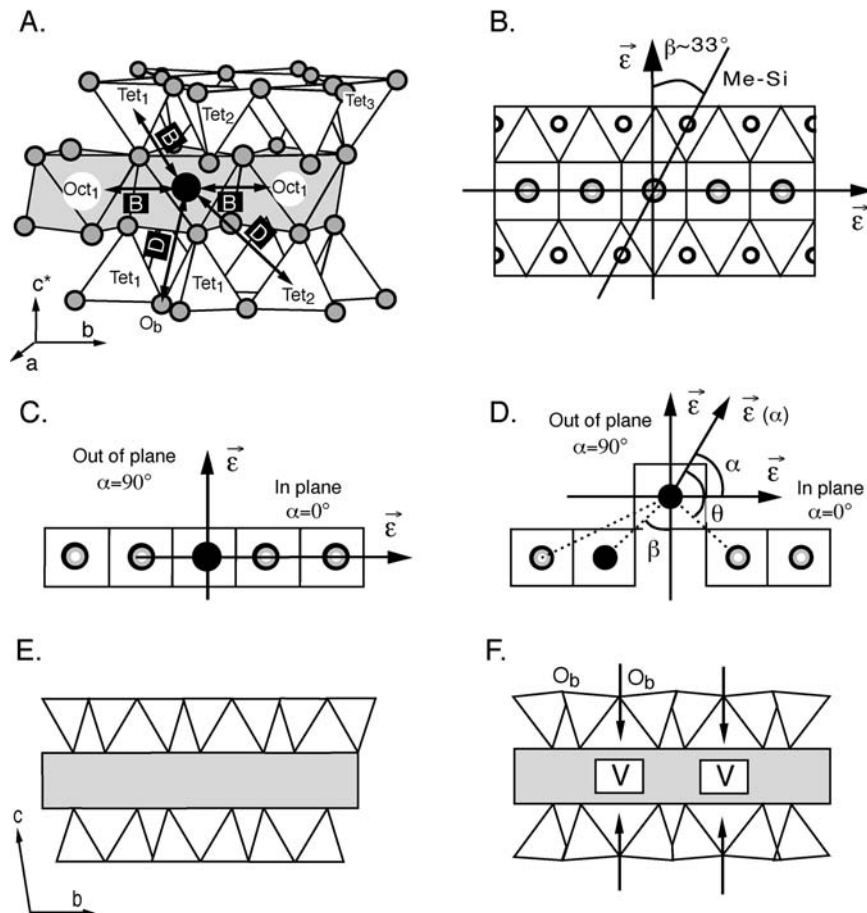 A.
Tet1
Tet2
Tet3
B
Oct1
Oct1
B
B
D
D
Tet1
Tet1
Tet2
Ob
c*
b
a
B.
ε β~33°
Me-Si
ε
C.
Out of plane
α=90°
ε
In plane
α=0°
ε
D.
Out of plane
α=90°
ε
ε (α)
α
ε
In plane
α=0°
θ
β
E.
c
b
F.
Ob
Ob
V
V